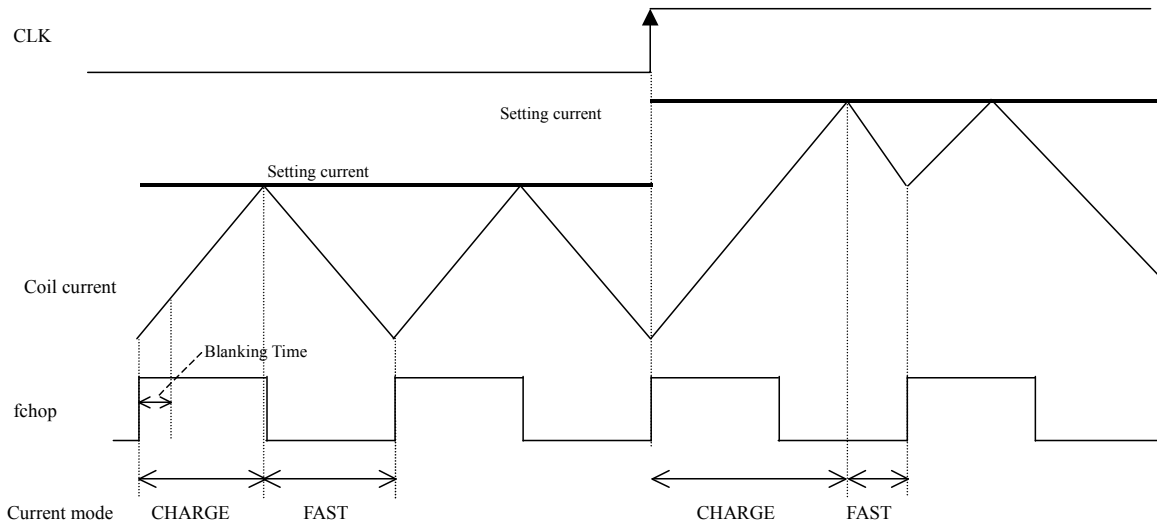 CLK
Setting current
Setting current
Coil current
Blanking Time
fchop
Current mode CHARGE FAST CHARGE FAST